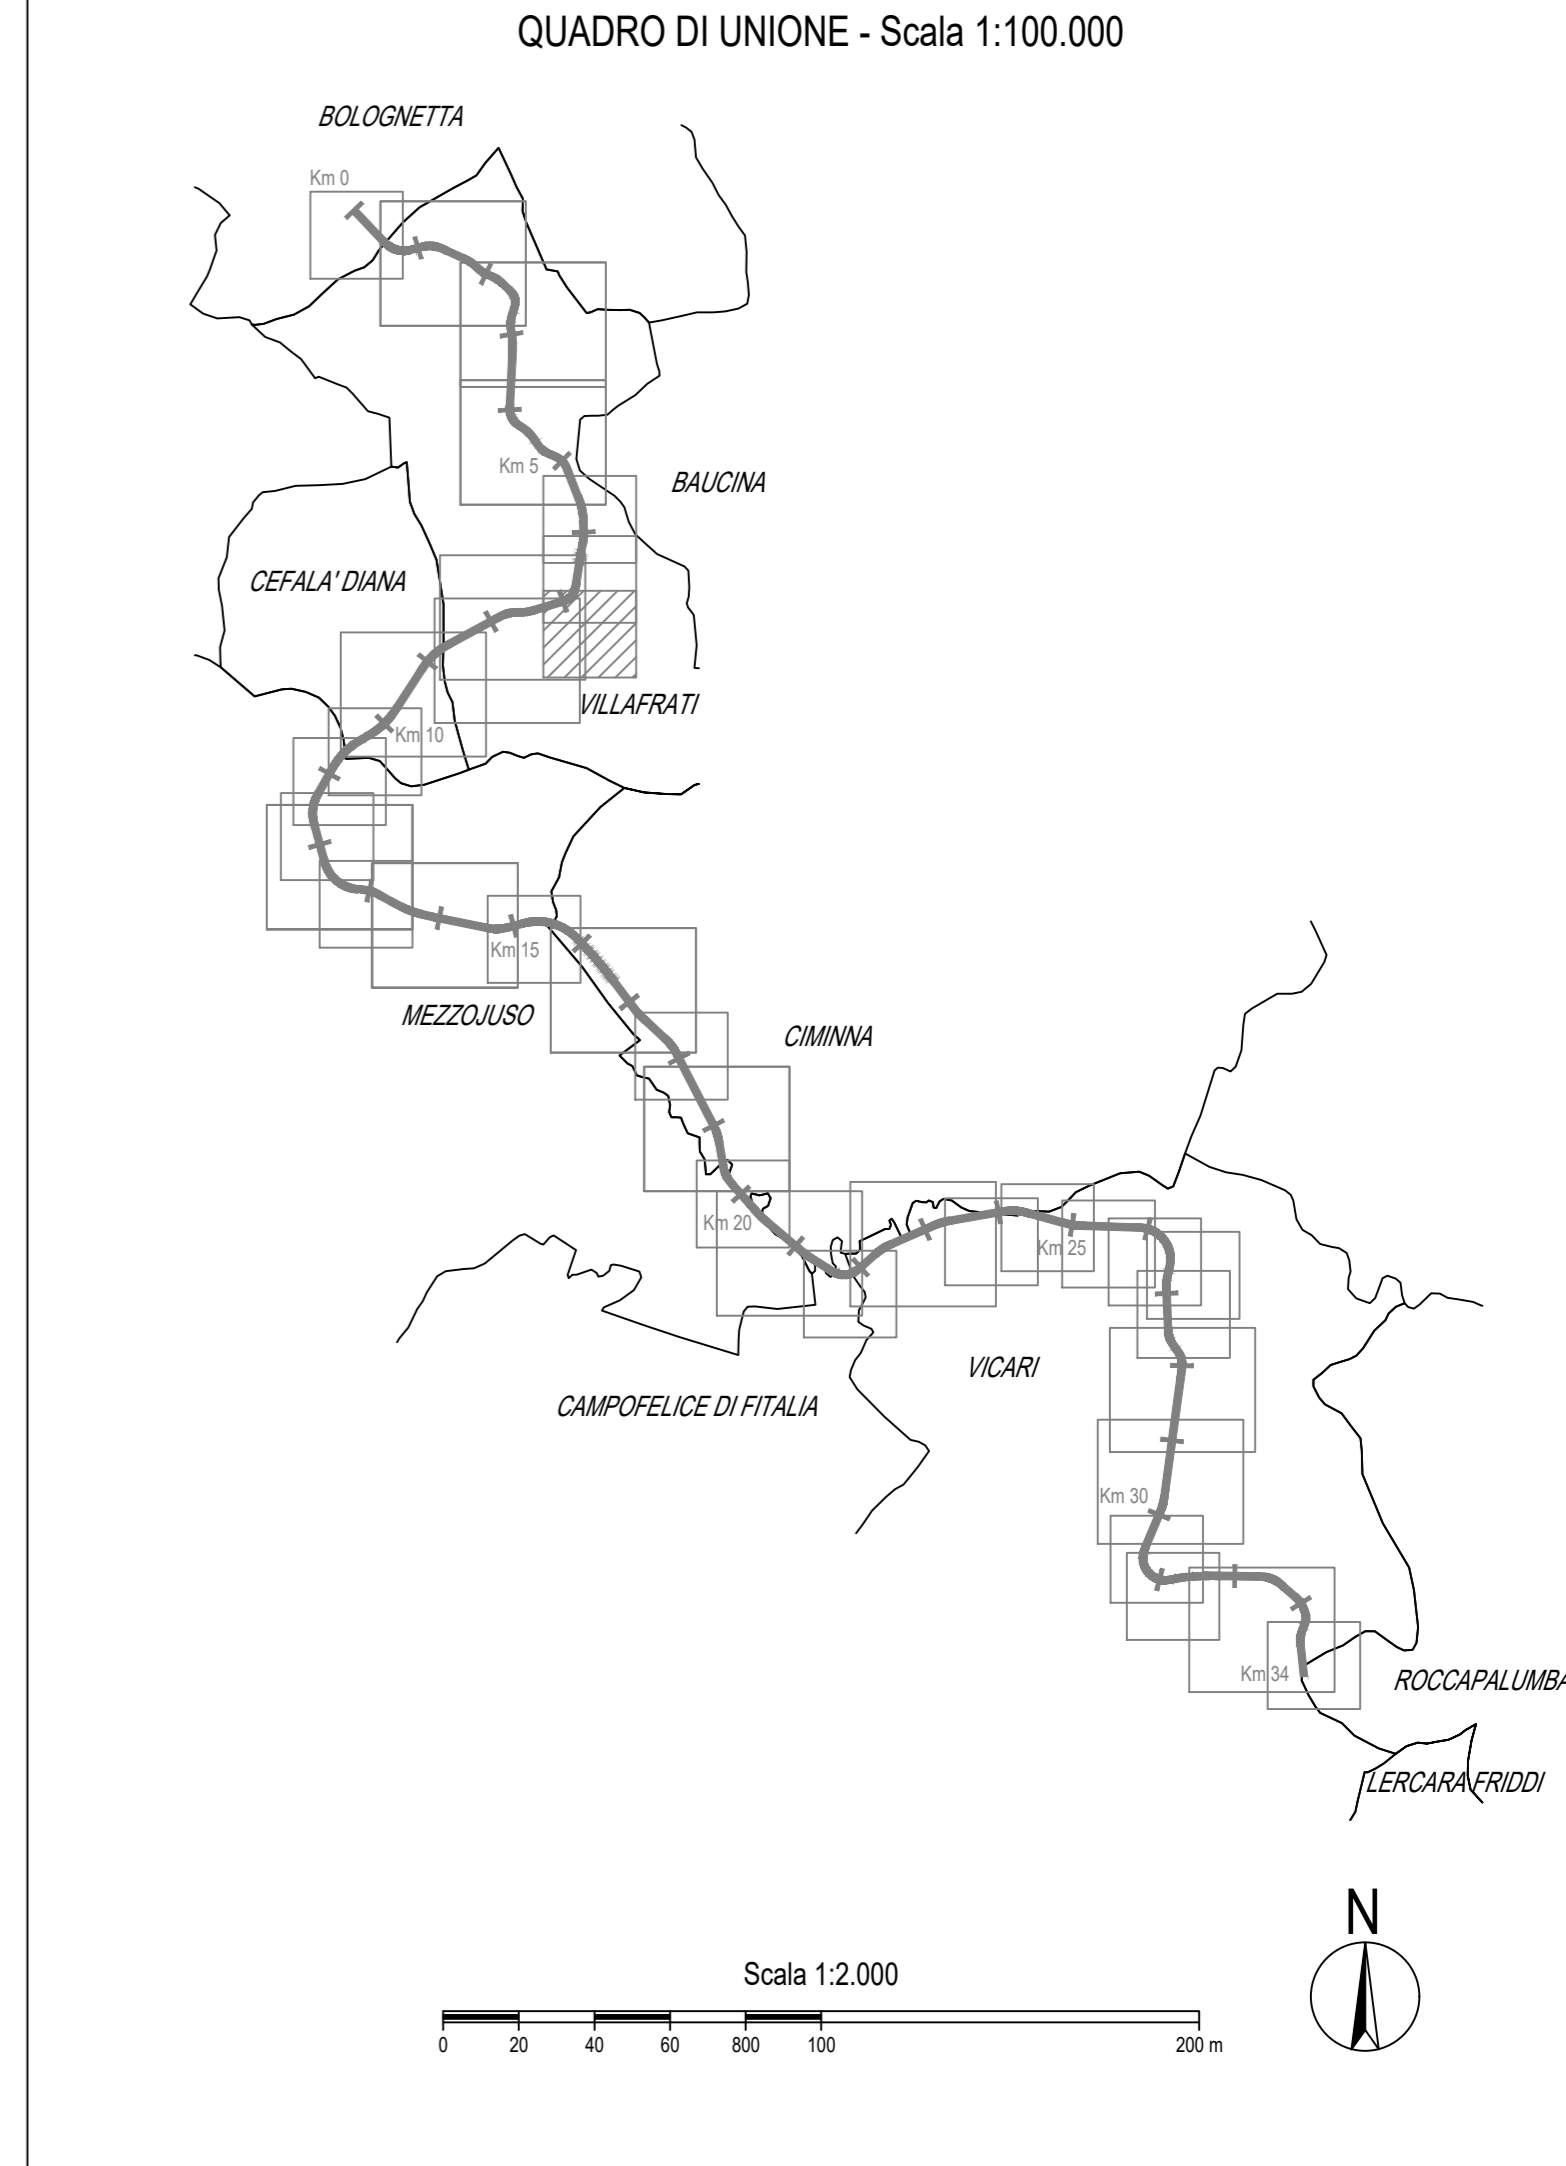 QUADRO DI UNIONE - Scala 1:100.000
BOLOGNETTA
Km 0
Km 5
BAUCINA
CEFALA' DIANA
VILLAFRATI
Km 10
Km 15
MEZZOJUSO
CIMINNA
Km 20
Km 25
VICARI
CAMPOFELICE DI FITALIA
Km 30
Km 34
ROCCAPALUMBA
LERCARA FRIDDI
N
Scala 1:2.000
0 20 40 60 800 100 200 m